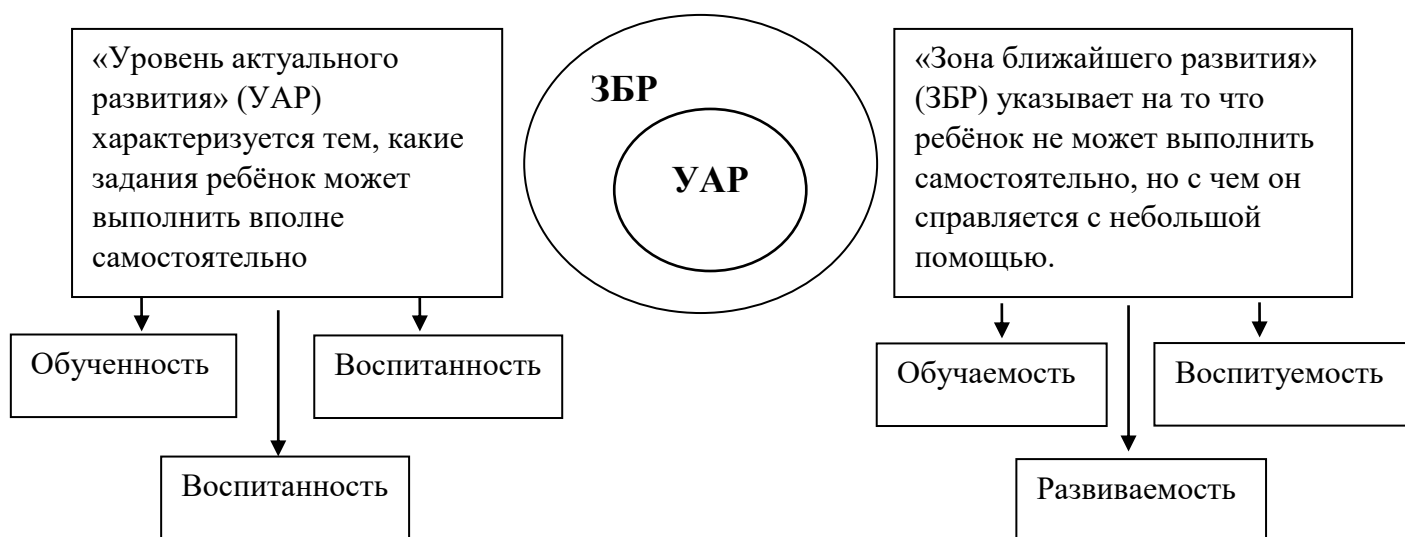 «Уровень актуального
развития» (УАР)
характеризуется тем, какие
задания ребёнок может
выполнить вполне
самостоятельно
ЗБР
УАР
«Зона ближайшего развития»
(ЗБР) указывает на то что
ребёнок не может выполнить
самостоятельно, но с чем он
справляется с небольшой
помощью.
Обученность
Воспитанность
Воспитанность
Обучаемость
Воспитуемость
Развиваемость